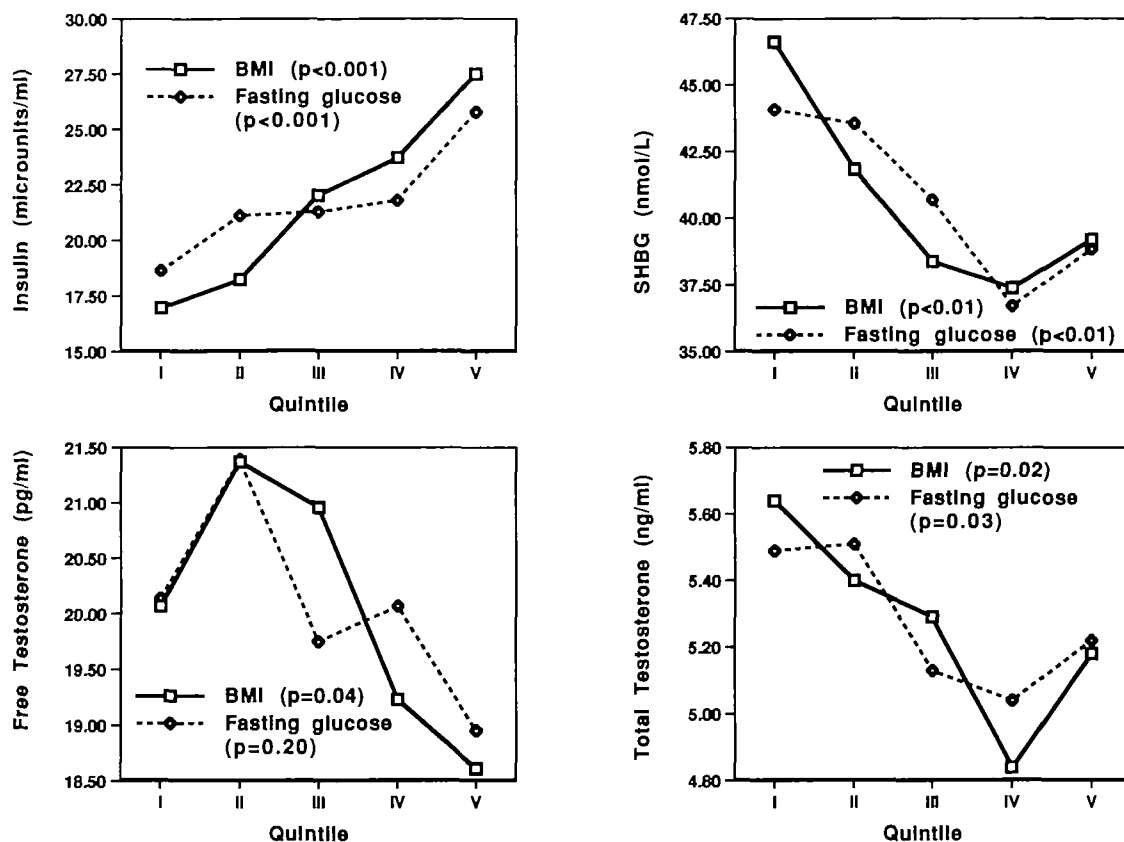 30.00
27.50
25.00
22.50
20.00
17.50
15.00
Insulin (microunits/ml)
BMI (p<0.001)
Fasting glucose
(p<0.001)
I
II
III
IV
V
Quintile
47.50
45.00
42.50
40.00
37.50
35.00
SHBG (nmol/L)
BMI (p<0.01)
Fasting glucose (p<0.01)
I
II
III
IV
V
Quintile
21.50
21.00
20.50
20.00
19.50
19.00
18.50
Free Testosterone (pg/ml)
BMI (p=0.04)
Fasting glucose
(p=0.20)
I
II
III
IV
V
Quintile
5.80
5.60
5.40
5.20
5.00
4.80
Total Testosterone (ng/ml)
BMI (p=0.02)
Fasting glucose
(p=0.03)
I
II
III
IV
V
Quintile